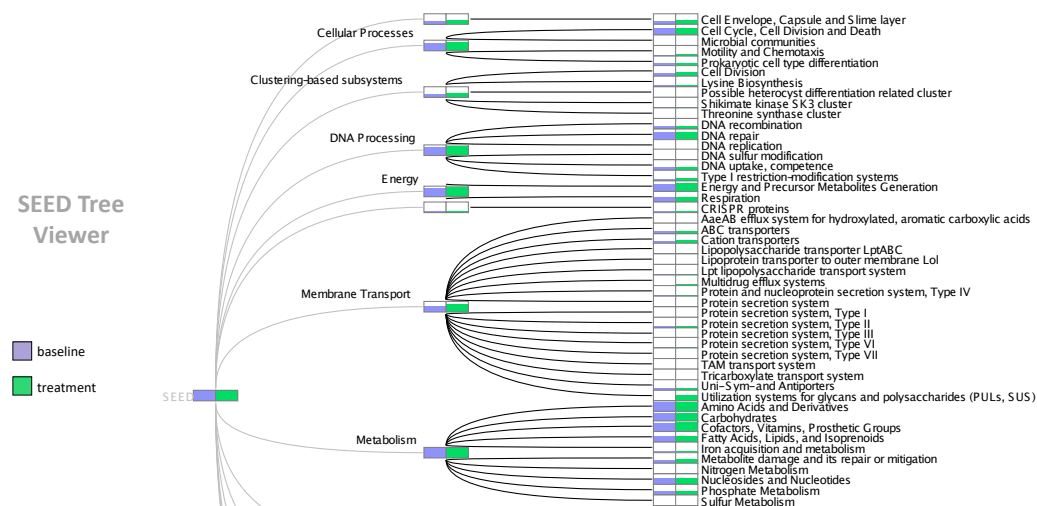 Cell Envelope, Capsule and Slime layer
Cellular Processes
Cell Cycle, Cell Division and Death
Microbial communities
Motility and Chemotaxis
Prokaryotic cell type differentiation
Clustering-based subsystems
Cell Division
Lysine Biosynthesis
Possible heterocyst differentiation related cluster
Shikimate kinase SK3 cluster
Threonine synthase cluster
DNA Processing
DNA recombination
DNA repair
DNA replication
DNA sulfur modification
DNA uptake, competence
Type I restriction-modification systems
Energy
Energy and Precursor Metabolites Generation
Respiration
CRISPR proteins
SEED Tree
Viewer
Membrane Transport
AaeAB efflux system for hydroxylated, aromatic carboxylic acids
ABC transporters
Cation transporters
Lipopolysaccharide transporter LptABC
Lipoprotein transporter to outer membrane Lol
Lpt lipopolysaccharide transport system
Multidrug efflux systems
Protein and nucleoprotein secretion system, Type IV
Protein secretion system
Protein secretion system, Type I
Protein secretion system, Type II
Protein secretion system, Type III
Protein secretion system, Type VI
Protein secretion system, Type VII
TAM transport system
Tricarboxylate transport system
Uni-Sym-and Antiporters
Utilization systems for glycans and polysaccharides (PULs, SUS)
baseline
treatment
SEED
Metabolism
Amino Acids and Derivatives
Carbohydrates
Cofactors, Vitamins, Prosthetic Groups
Fatty Acids, Lipids, and Isoprenoids
Iron acquisition and metabolism
Metabolite damage and its repair or mitigation
Nitrogen Metabolism
Nucleosides and Nucleotides
Phosphate Metabolism
Sulfur Metabolism